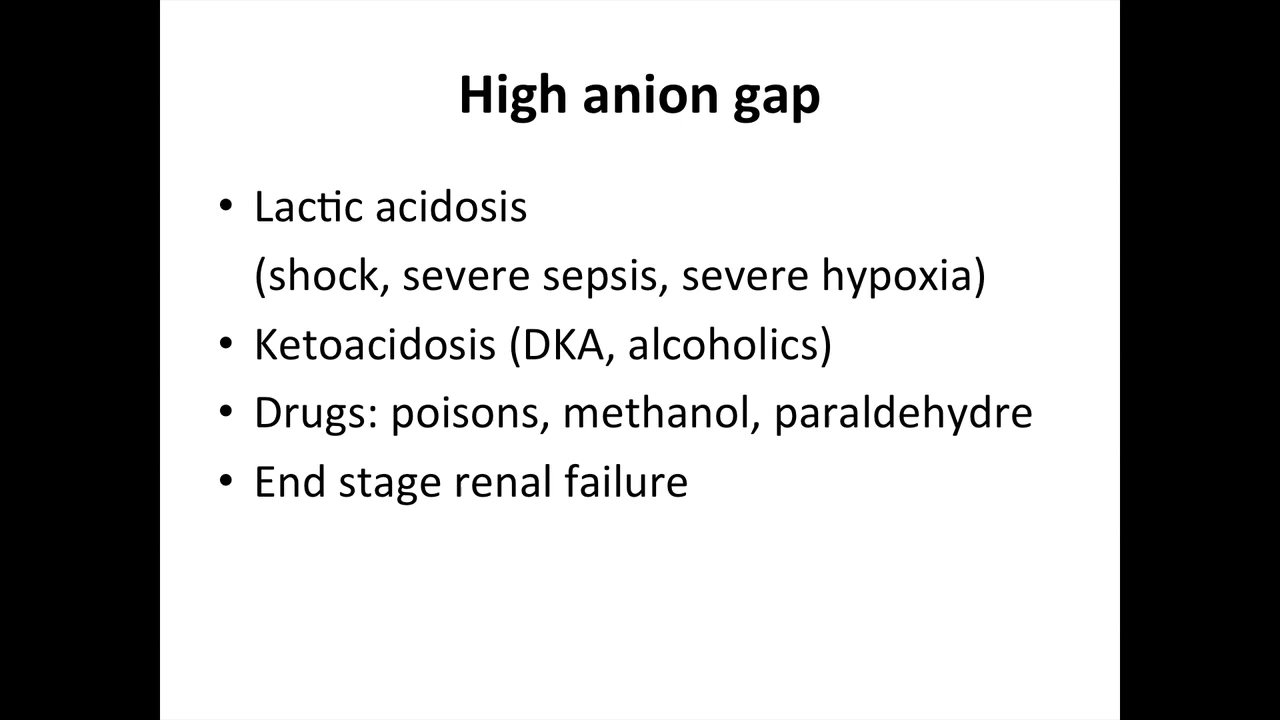 High anion gap
• Lactic acidosis
(shock, severe sepsis, severe hypoxia)
• Ketoacidosis (DKA, alcoholics)
• Drugs: poisons, methanol, paraldehydre
• End stage renal failure